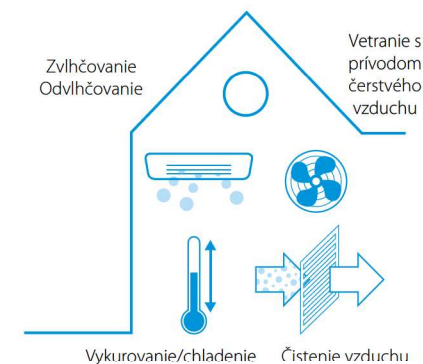 Zvlhčovanie
Odvlhčovanie
Vetranie s
prívodom
čerstvého
vzduchu
Vykurovanie/chladenie
Čistenie vzduchu